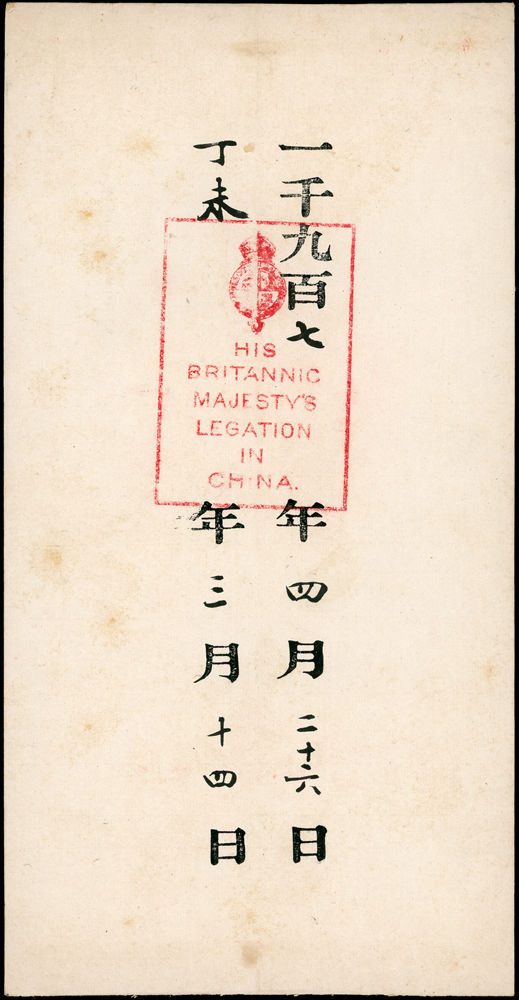 一千九百七年四月二十六日
丁未年三月十四日
HIS
BRITANNIC
MAJESTY'S
LEGATION
IN
CHINA.